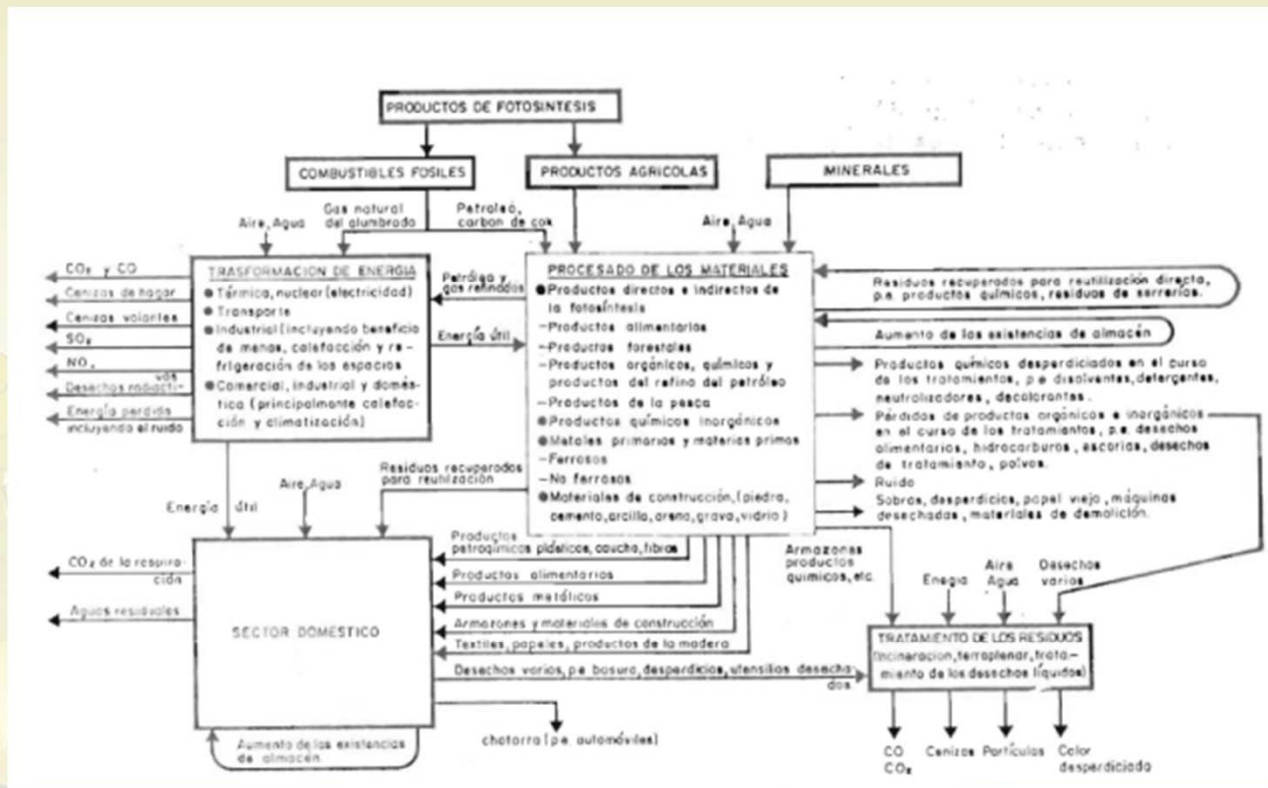 PRODUCTOS DE FOTOSINTESIS
COMBUSTIBLES FOSILES
PRODUCTOS AGRICOLAS
MINERALES
Aire, Agua
Gas natural
del alumbrado
Petroleo,
carbon de cok
Aire, Agua
CO₂ y CO
Cenizas de hogar
Cenizas volantes
SO₂
NOₓ
Desechos radiacti-
vos
Energía perdida
incluyendo el ruido
TRASFORMACION DE ENERGIA
● Térmica, nuclear (electricidad)
● Transporte
● Industrial (incluyendo beneficio
de menas, calefacción y re-
frigeración de los espacios
● Comercial, industrial y domés-
tica (principalmente calefac-
ción y climatización)
Petróleo y
gas refinados
Energía útil
PROCESADO DE LOS MATERIALES
● Productos directos e indirectos de
la fotosíntesis
-Productos alimentarios
-Productos forestales
-Productos orgánicos, químicos y
productos del refino del petróleo
-Productos de la pesca
● Productos químicos inorgánicos
● Metales primarios y materias primas
-Ferrosos
-No ferrosos
● Materiales de construcción, (piedra,
cemento, arcilla, arena, grava, vidrio)
Residuos recuperados para reutilización directa,
p.e. productos químicos, residuos de serrerías.
Aumento de las existencias de almacén
Productos químicos desperdiciados en el curso
de los tratamientos, p.e disolventes, detergentes,
neutralizadores, decolorantes.
Pérdidas de productos orgánicos e inorgánicos
en el curso de los tratamientos, p.e. desechos
alimentarios, hidrocarburos, escorias, desechos
de tratamiento, polvos.
Ruido
Sobras, desperdicios, papel viejo, máquinas
desechadas, materiales de demolición.
Energía útil
Aire, Agua
Residuos recuperados
para reutilización
CO₂ de la respira-
ción
Aguas residuales
SECTOR DOMESTICO
Productos
petroqímicos plásticos, caucho, fibras
Productos alimentarios
Productos metálicos
Armazones y materiales de construcción
Textiles, papeles, productos de la madera
Desechos varios, p.e basura, desperdicios, utensilios desecha-
dos
Armazones
productos
quimicos, etc.
Enegia
Aire
Agua
Desechos
varios
TRATAMIENTO DE LOS RESIDUOS
(Incineracion, terraplenar, trata-
miento de los desechos líquidos)
Aumento de las existencias
de almacén.
chatarra (p.e. automóviles)
CO
CO₂
Cenizas
Partículas
Calor
desperdiciado